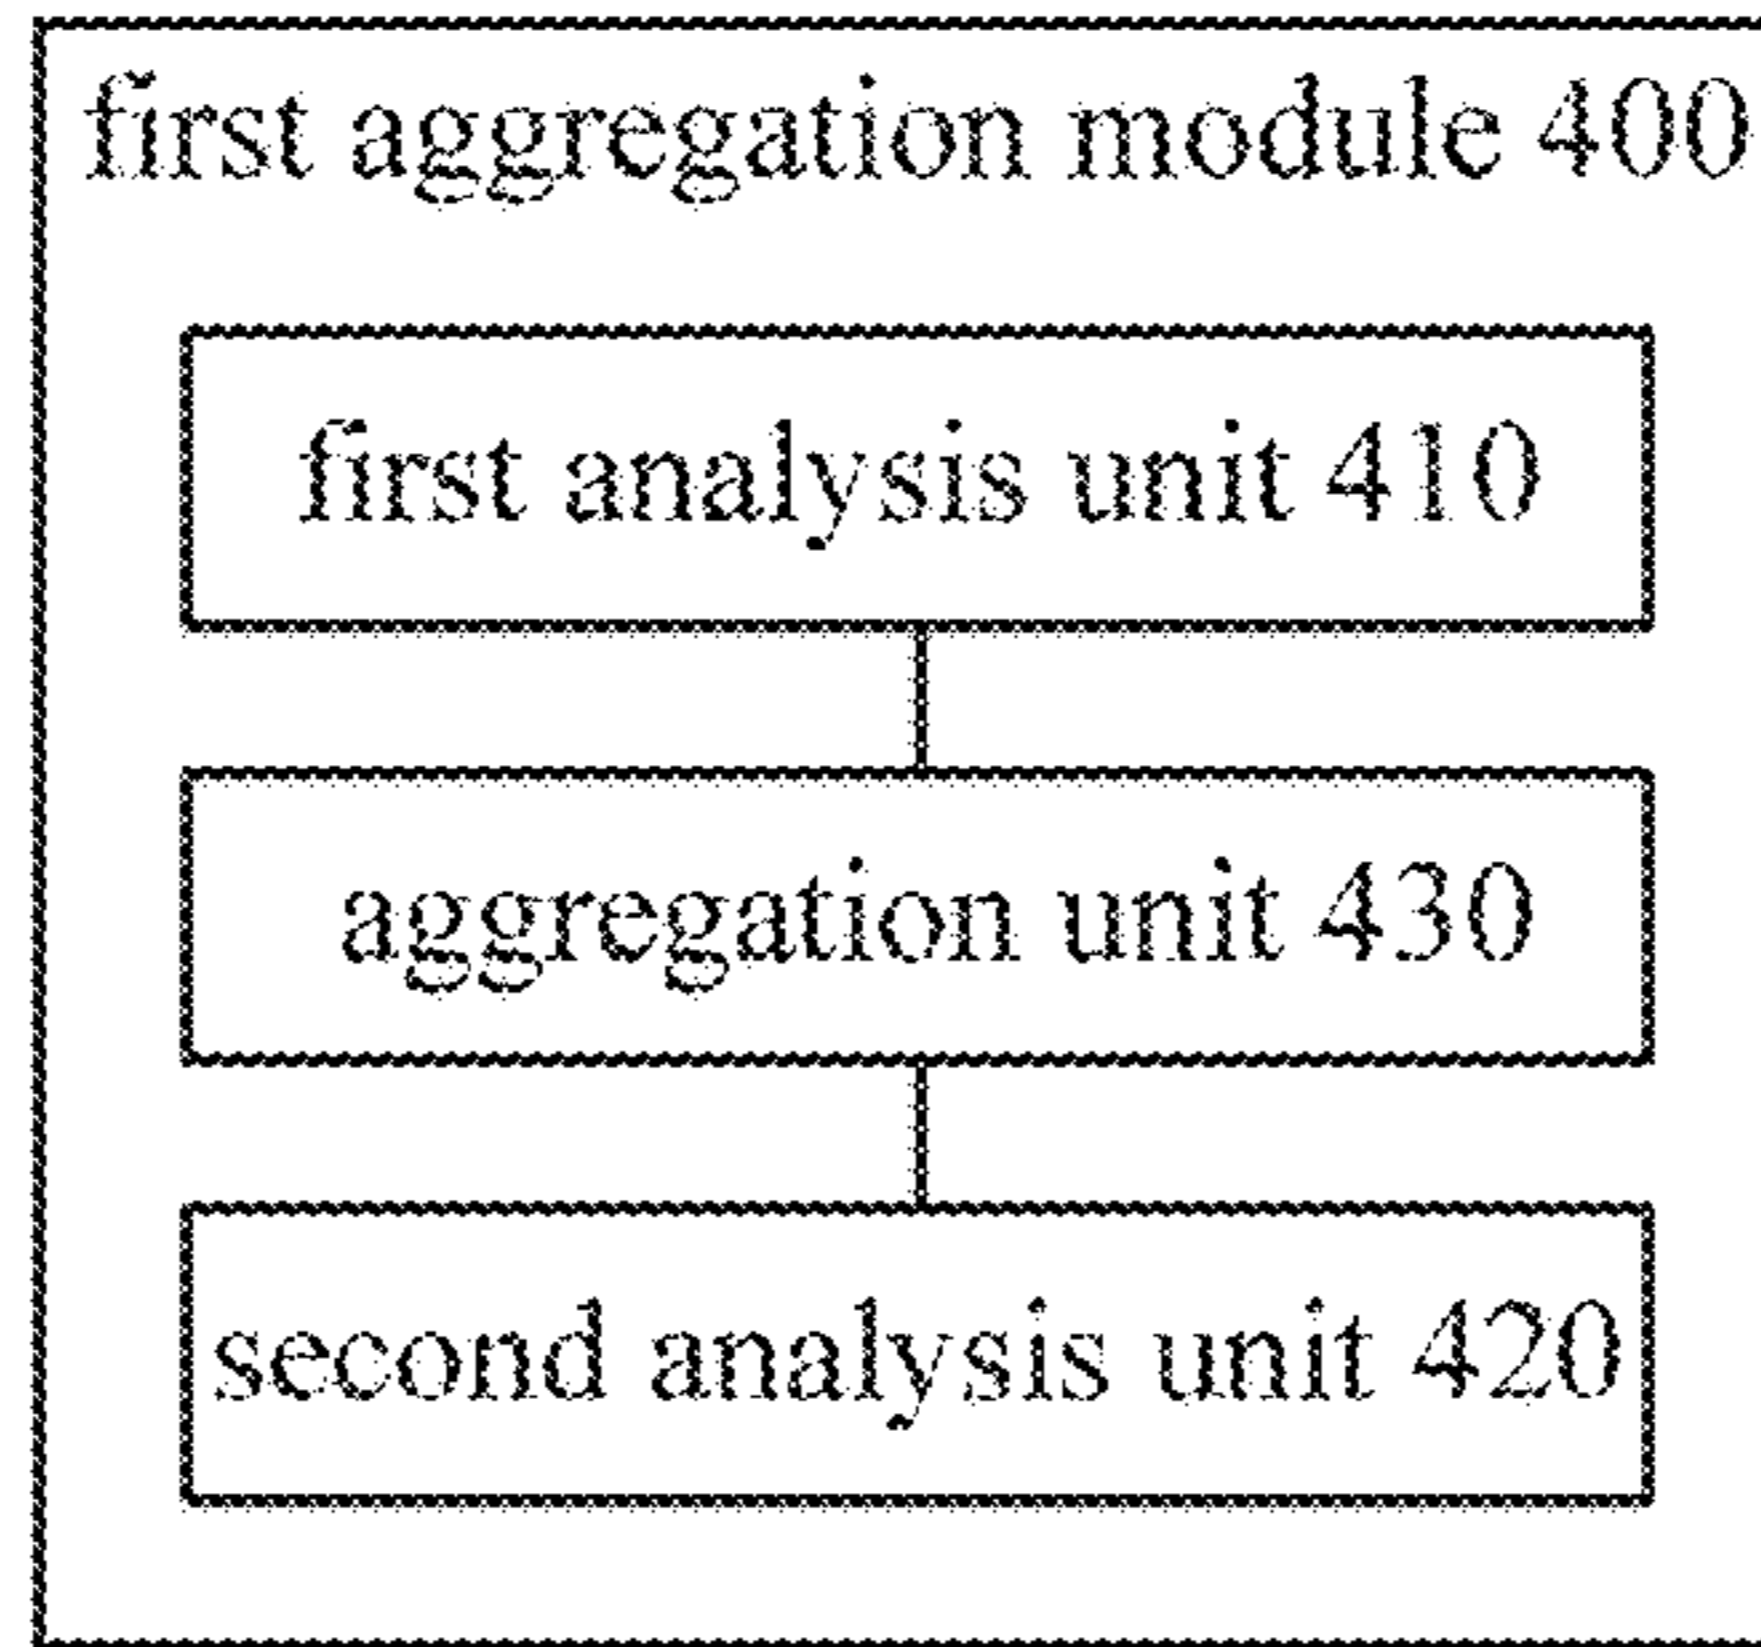 first aggregation module 400
first analysis unit 410
aggregation unit 430
second analysis unit 420